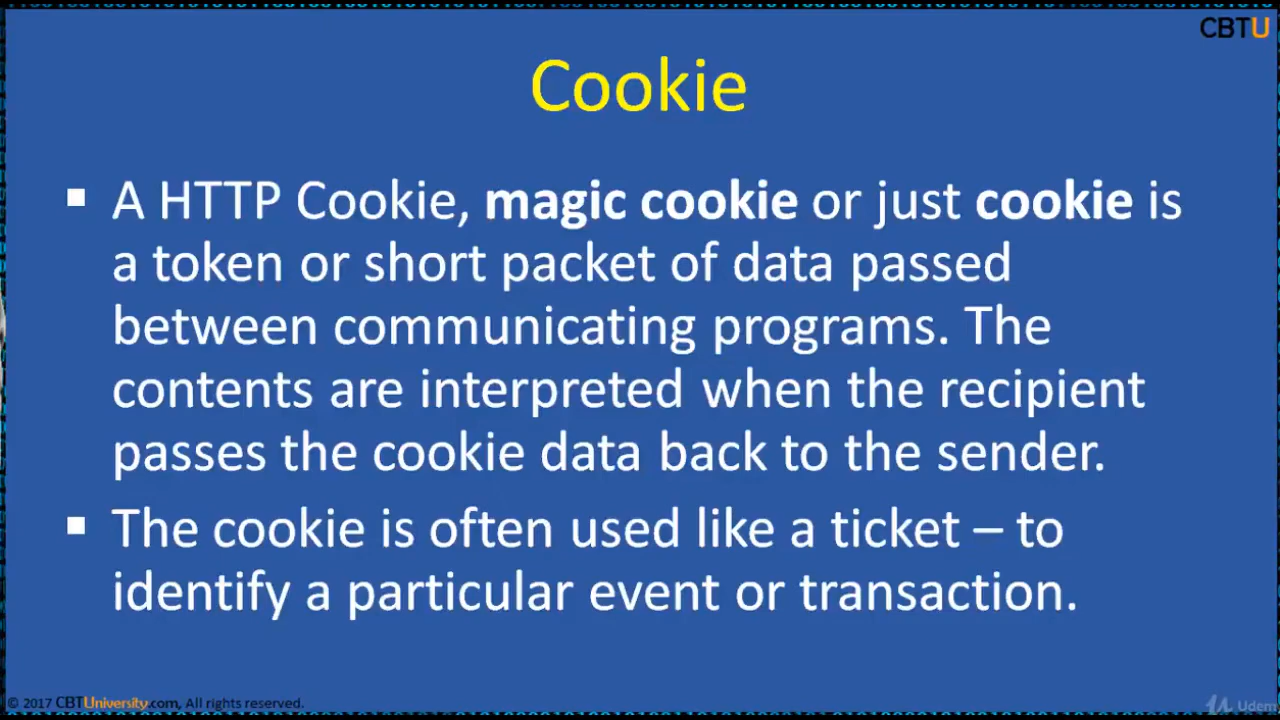 CBTU
Cookie
▪ A HTTP Cookie, magic cookie or just cookie is
a token or short packet of data passed
between communicating programs. The
contents are interpreted when the recipient
passes the cookie data back to the sender.
▪ The cookie is often used like a ticket – to
identify a particular event or transaction.
© 2017 CBTUniversity.com, All rights reserved.